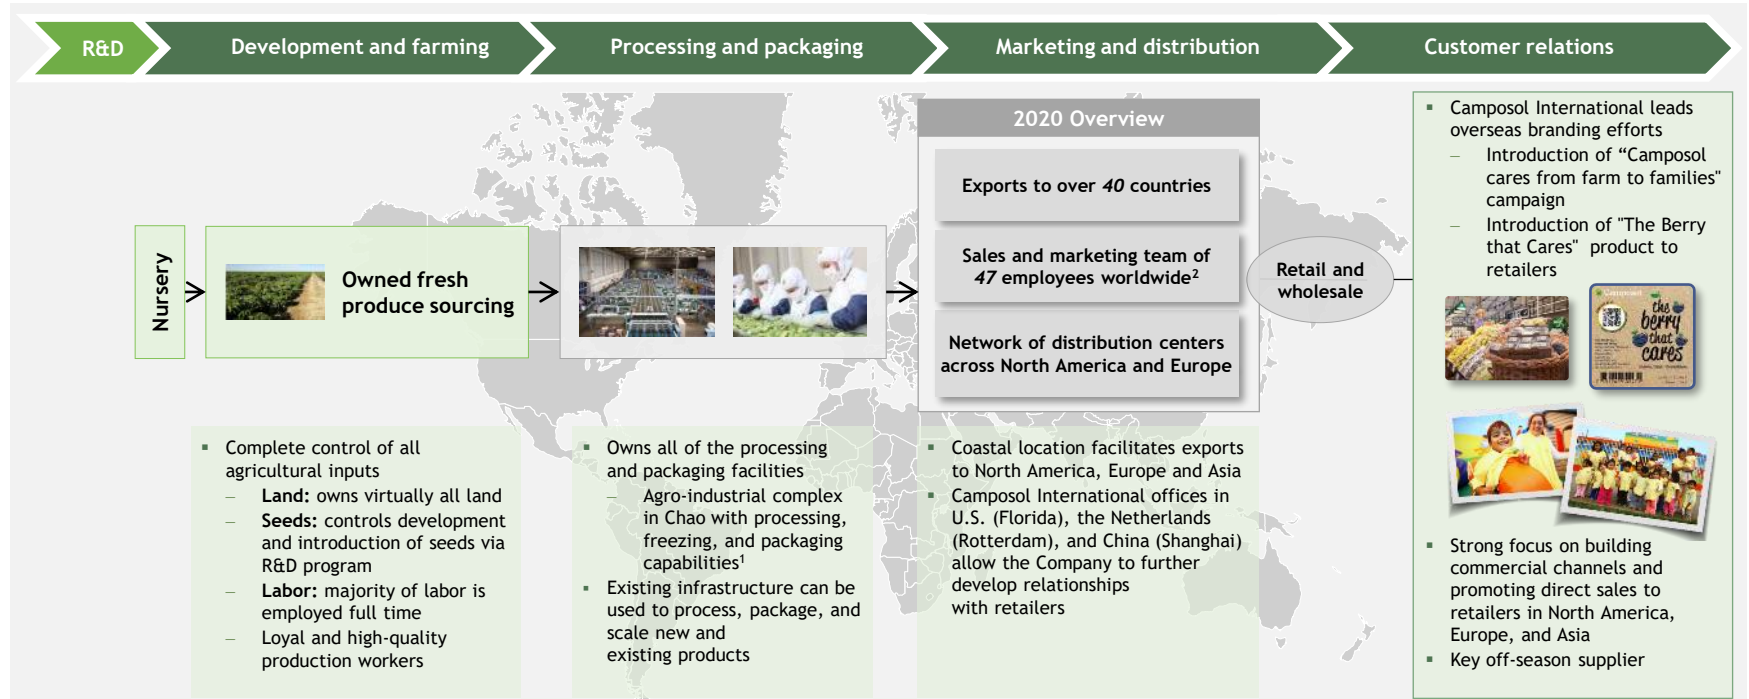 R&D
Development and farming
Processing and packaging
Marketing and distribution
Customer relations
Nursery
Owned fresh
produce sourcing
2020 Overview
Exports to over 40 countries
Sales and marketing team of
47 employees worldwide²
Network of distribution centers
across North America and Europe
Retail and
wholesale
▪ Complete control of all
agricultural inputs
– Land: owns virtually all land
– Seeds: controls development
and introduction of seeds via
R&D program
– Labor: majority of labor is
employed full time
– Loyal and high-quality
production workers
▪ Owns all of the processing
and packaging facilities
– Agro-industrial complex
in Chao with processing,
freezing, and packaging
capabilities¹
▪ Existing infrastructure can be
used to process, package, and
scale new and
existing products
▪ Coastal location facilitates exports
to North America, Europe and Asia
▪ Camposol International offices in
U.S. (Florida), the Netherlands
(Rotterdam), and China (Shanghai)
allow the Company to further
develop relationships
with retailers
▪ Camposol International leads
overseas branding efforts
– Introduction of “Camposol
cares from farm to families"
campaign
– Introduction of "The Berry
that Cares" product to
retailers
Camposol
the
berry
that
cares
▪ Strong focus on building
commercial channels and
promoting direct sales to
retailers in North America,
Europe, and Asia
▪ Key off-season supplier